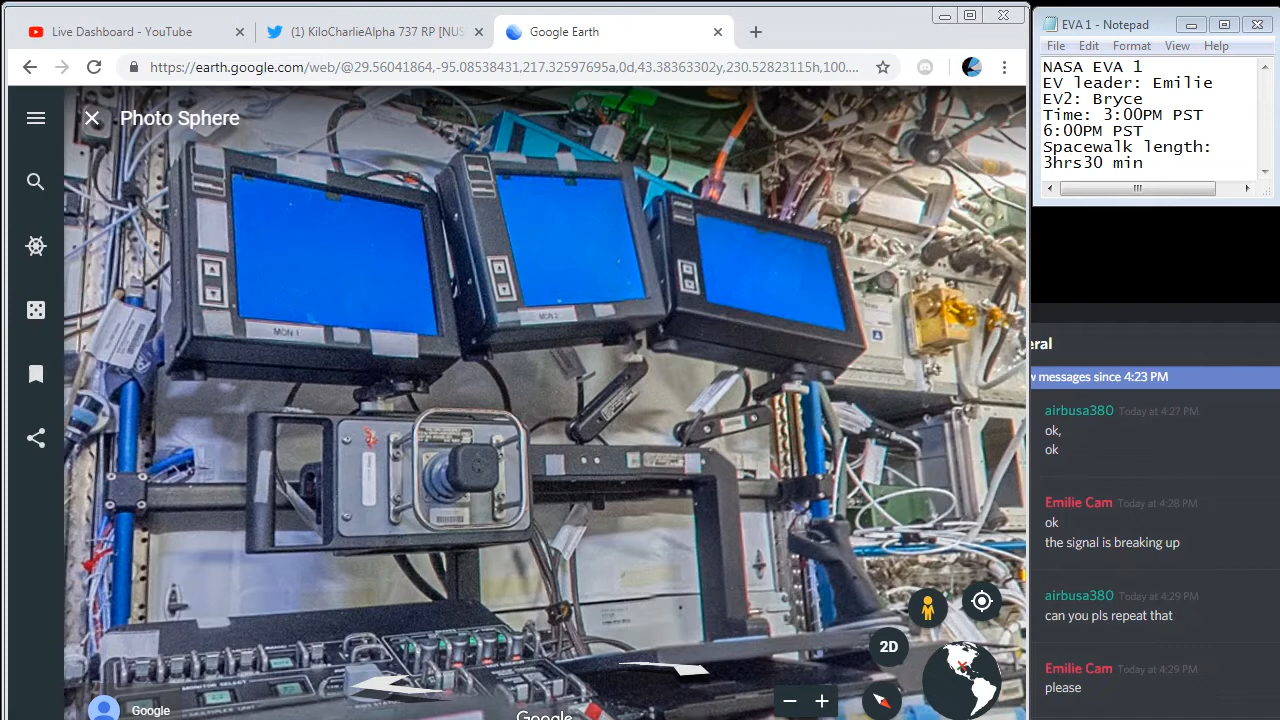 Live Dashboard - YouTube
(1) KiloCharlieAlpha 737 RP [NUS
Google Earth
earth.google.com/web/@29.56041864,-95.08538431,217.32597695a,0d,43.38363302y,230.52823115h,100....
Photo Sphere
MON 1
MON 2
2D
Google
Google
EVA 1 - Notepad
File Edit Format View Help
NASA EVA 1
EV leader: Emilie
EV2: Bryce
Time: 3:00PM PST
6:00PM PST
Spacewalk length:
3hrs30 min
eral
w messages since 4:23 PM
airbusa380 Today at 4:27 PM
ok,
ok
Emilie Cam Today at 4:28 PM
ok
the signal is breaking up
airbusa380 Today at 4:29 PM
can you pls repeat that
Emilie Cam Today at 4:29 PM
please